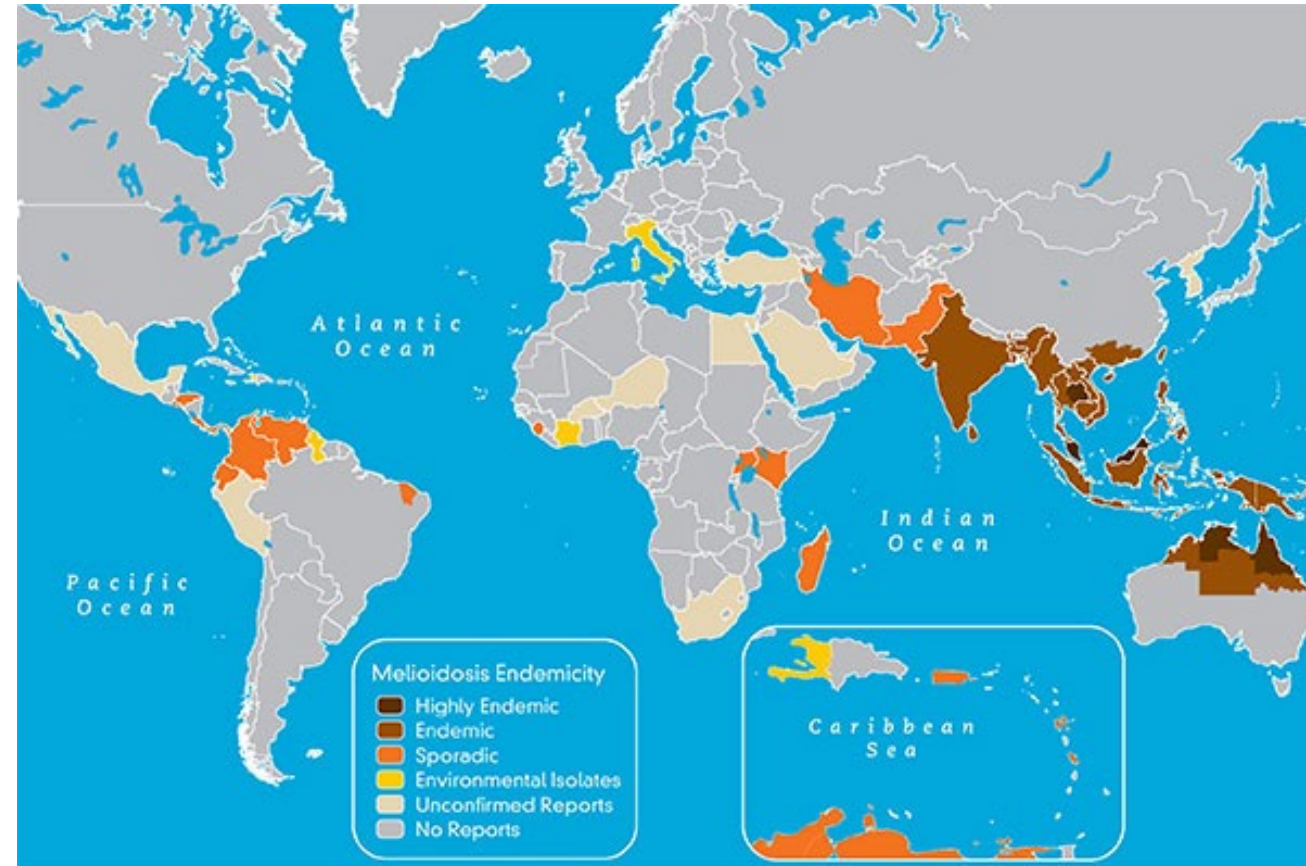 Atlantic
Ocean
Indian
Ocean
Pacific
Ocean
Melioidosis Endemicity
Highly Endemic
Endemic
Sporadic
Environmental Isolates
Unconfirmed Reports
No Reports
Caribbean
Sea